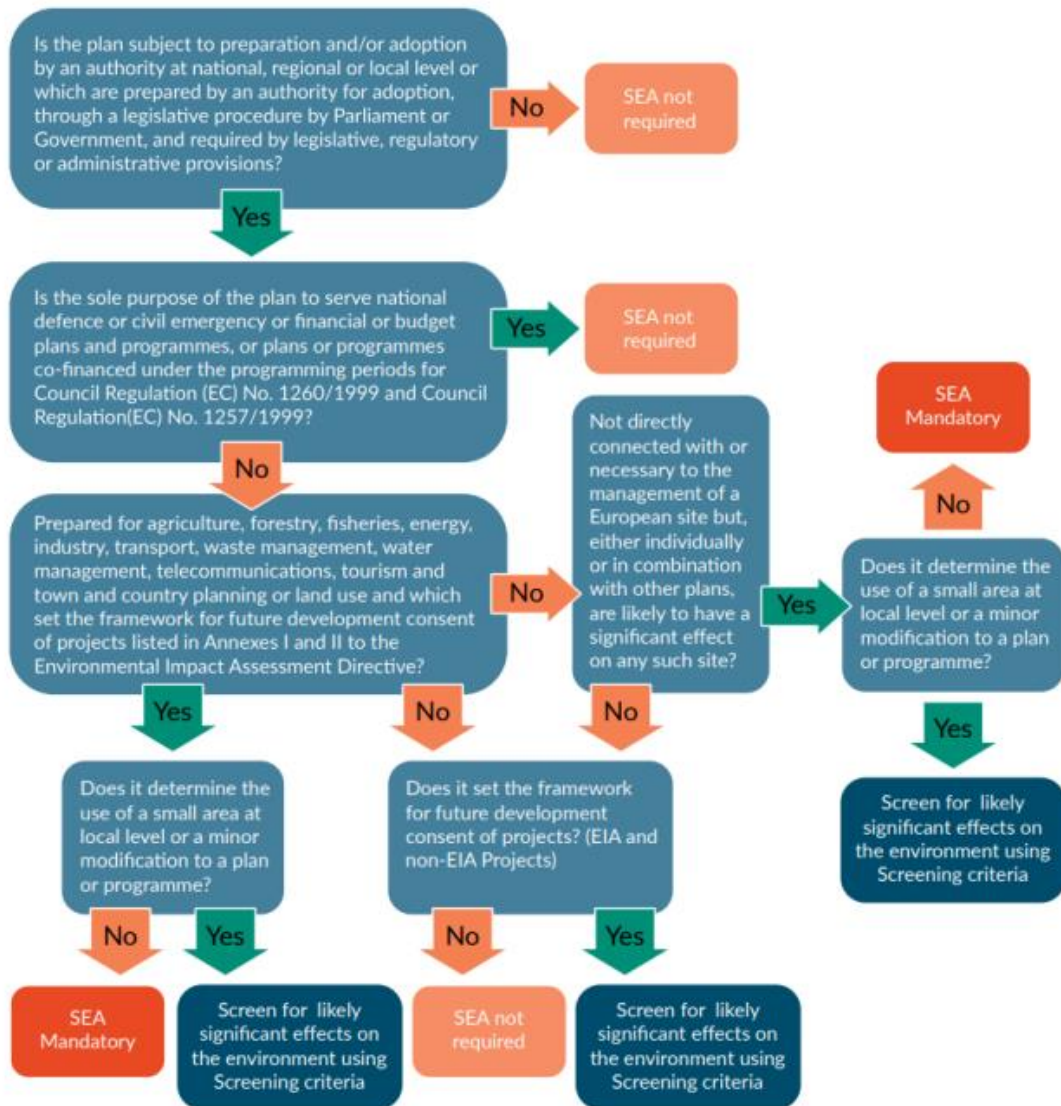 Is the plan subject to preparation and/or adoption
by an authority at national, regional or local level or
which are prepared by an authority for adoption,
through a legislative procedure by Parliament or
Government, and required by legislative, regulatory
or administrative provisions?
No
SEA not
required
Yes
Is the sole purpose of the plan to serve national
defence or civil emergency or financial or budget
plans and programmes, or plans or programmes
co-financed under the programming periods for
Council Regulation (EC) No. 1260/1999 and Council
Regulation(EC) No. 1257/1999?
Yes
SEA not
required
No
Prepared for agriculture, forestry, fisheries, energy,
industry, transport, waste management, water
management, telecommunications, tourism and
town and country planning or land use and which
set the framework for future development consent
of projects listed in Annexes I and II to the
Environmental Impact Assessment Directive?
No
Not directly
connected with or
necessary to the
management of a
European site but,
either individually
or in combination
with other plans,
are likely to have a
significant effect
on any such site?
Yes
Does it determine the
use of a small area at
local level or a minor
modification to a plan
or programme?
No
SEA
Mandatory
Yes
Screen for likely
significant effects on
the environment using
Screening criteria
Yes
Does it determine the
use of a small area at
local level or a minor
modification to a plan
or programme?
No
SEA
Mandatory
Yes
Screen for likely
significant effects on
the environment using
Screening criteria
No
No
Does it set the framework
for future development
consent of projects? (EIA and
non-EIA Projects)
No
SEA not
required
Yes
Screen for likely
significant effects on
the environment using
Screening criteria